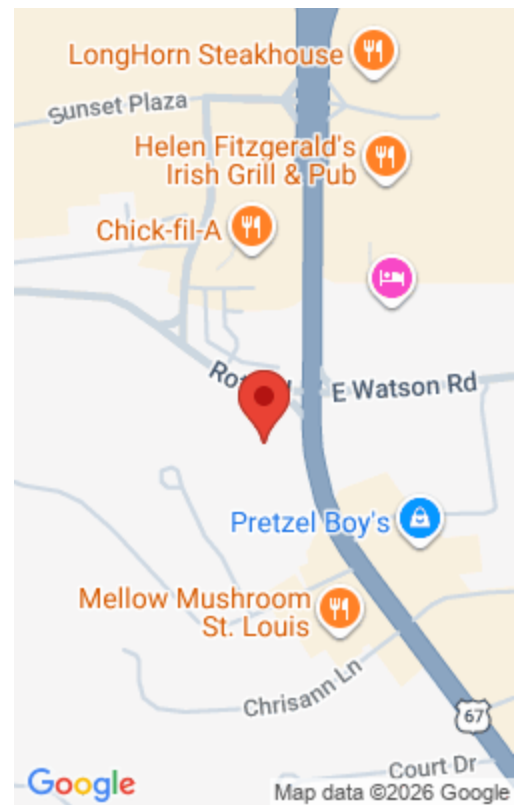 LongHorn Steakhouse
Sunset Plaza
Helen Fitzgerald's
Irish Grill & Pub
Chick-fil-A
E Watson Rd
Pretzel Boy's
Mellow Mushroom
St. Louis
Chrisann Ln
67
Court Dr
Google
Map data ©2026 Google